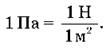 1 Па = 1 Н / 1 м².